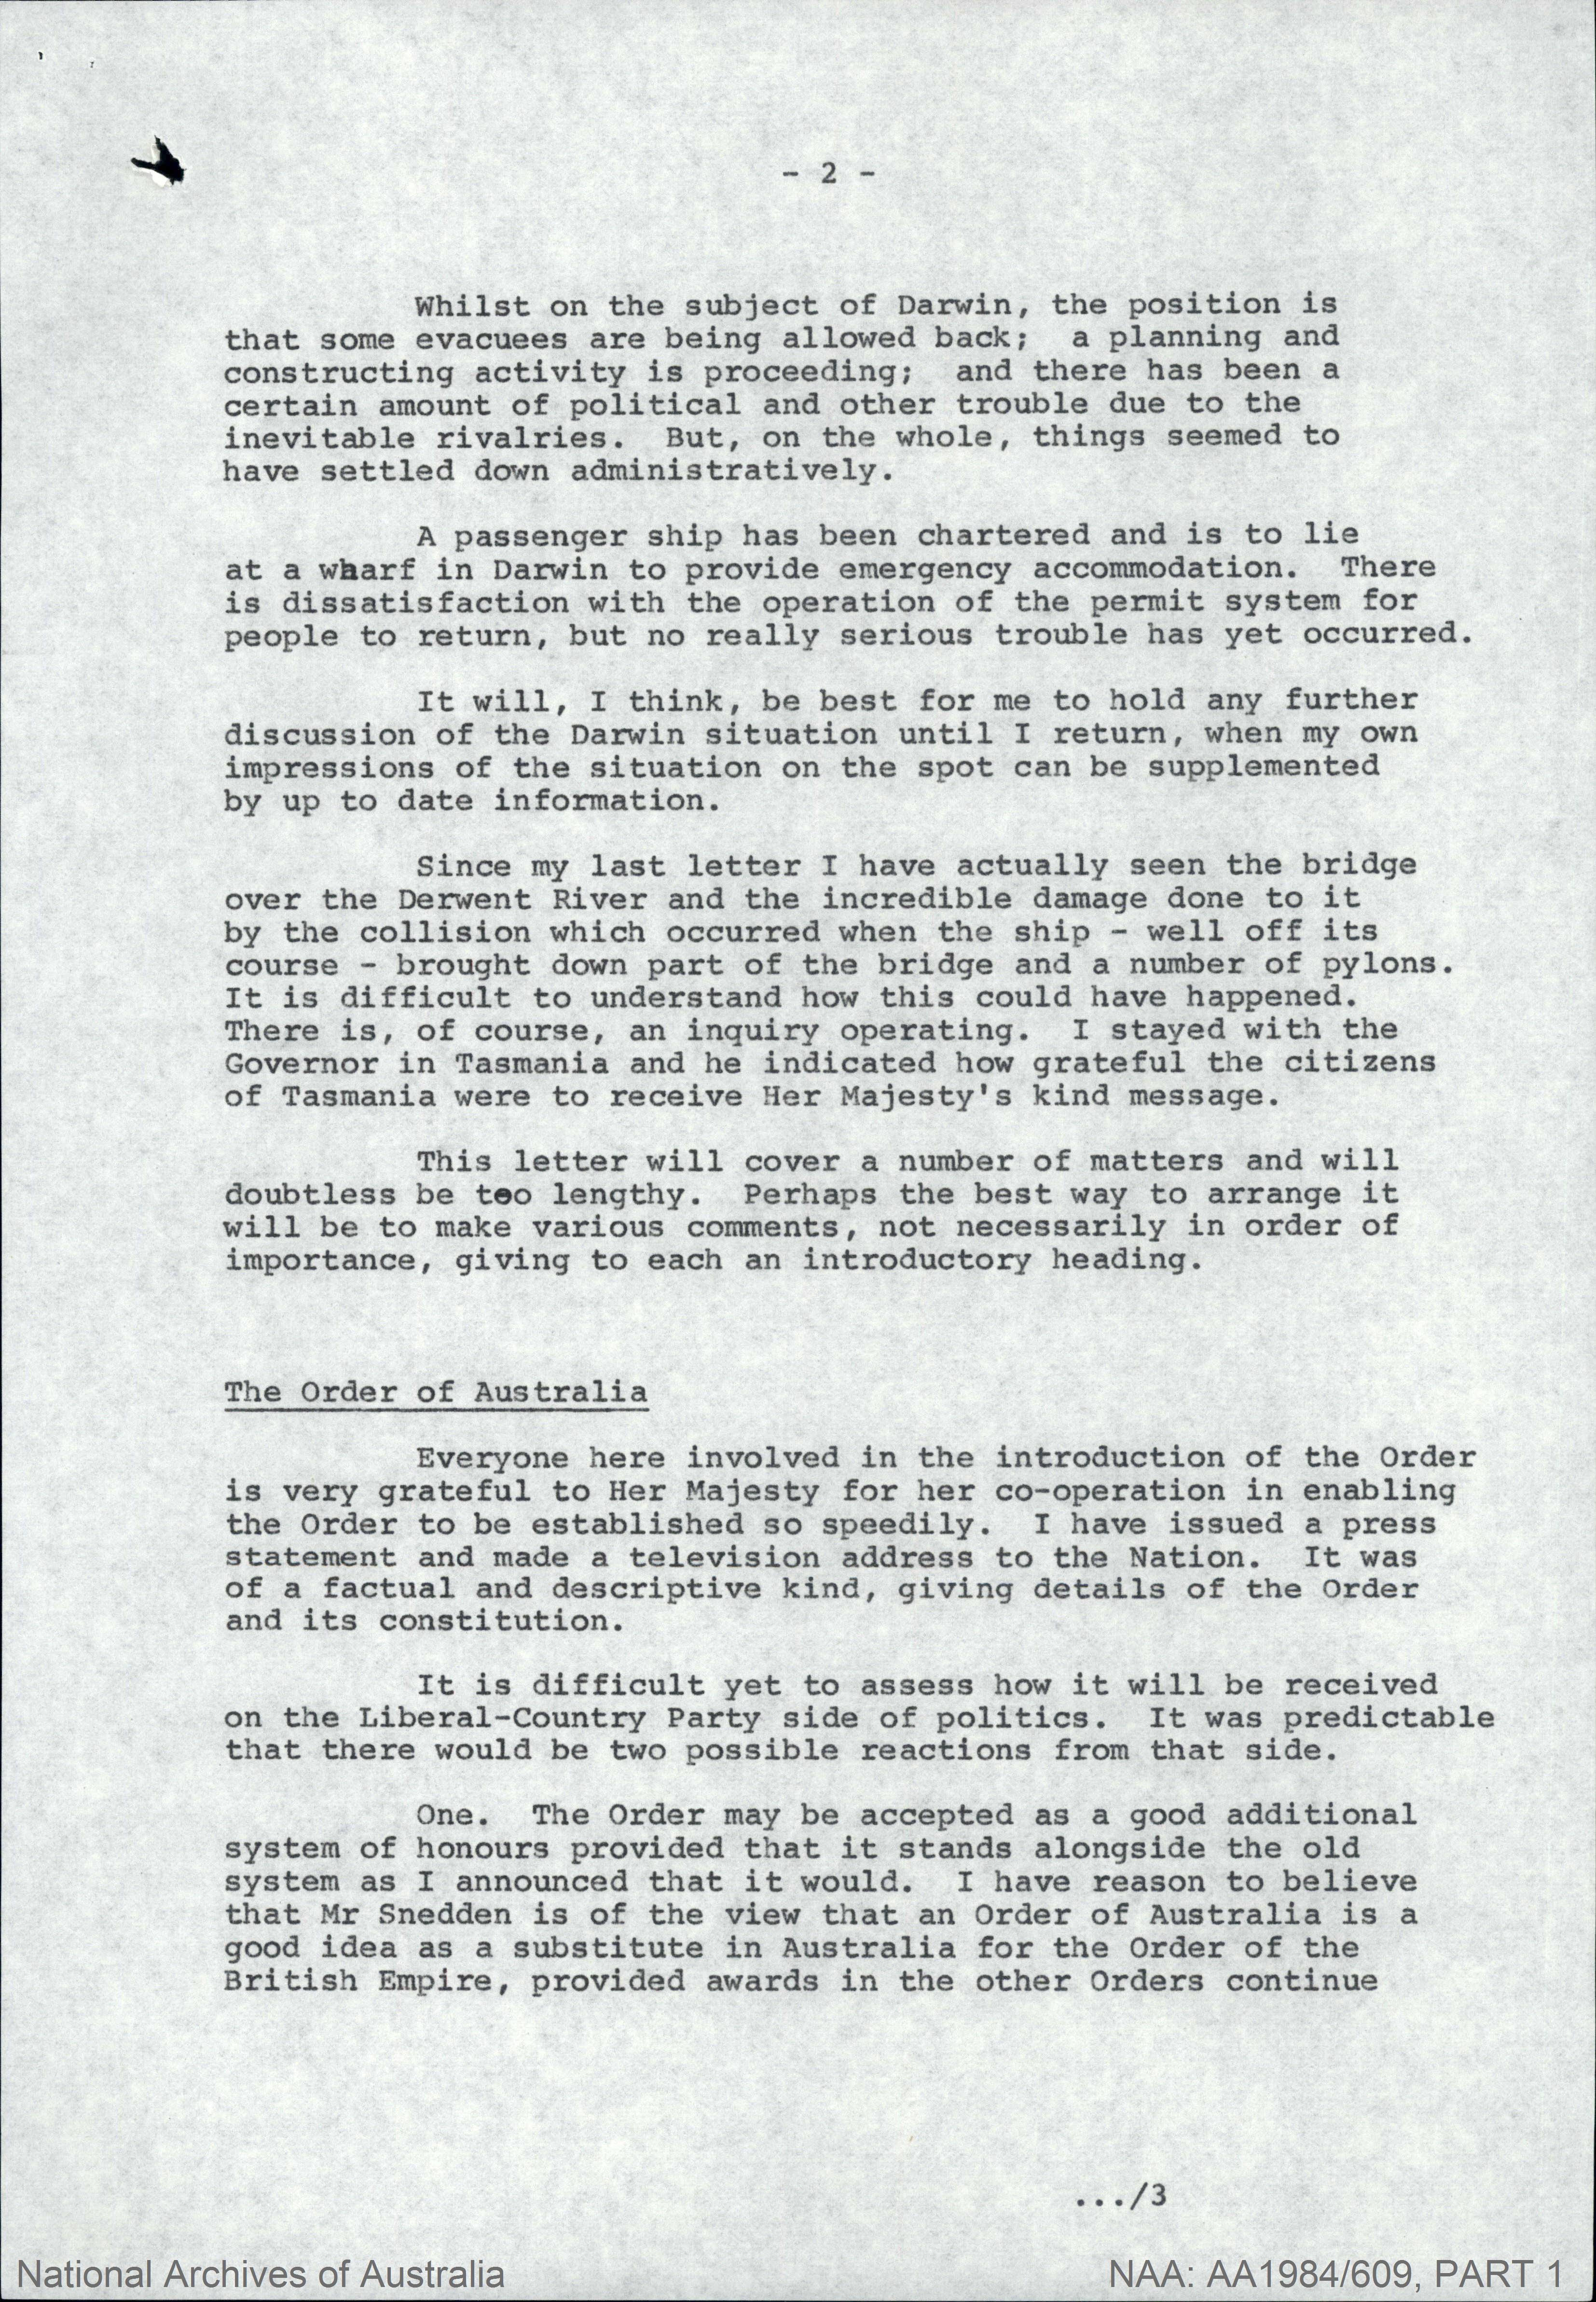 - 2 -
Whilst on the subject of Darwin, the position is
that some evacuees are being allowed back; a planning and
constructing activity is proceeding; and there has been a
certain amount of political and other trouble due to the
inevitable rivalries. But, on the whole, things seemed to
have settled down administratively.
A passenger ship has been chartered and is to lie
at a wharf in Darwin to provide emergency accommodation. There
is dissatisfaction with the operation of the permit system for
people to return, but no really serious trouble has yet occurred.
It will, I think, be best for me to hold any further
discussion of the Darwin situation until I return, when my own
impressions of the situation on the spot can be supplemented
by up to date information.
Since my last letter I have actually seen the bridge
over the Derwent River and the incredible damage done to it
by the collision which occurred when the ship - well off its
course - brought down part of the bridge and a number of pylons.
It is difficult to understand how this could have happened.
There is, of course, an inquiry operating. I stayed with the
Governor in Tasmania and he indicated how grateful the citizens
of Tasmania were to receive Her Majesty's kind message.
This letter will cover a number of matters and will
doubtless be too lengthy. Perhaps the best way to arrange it
will be to make various comments, not necessarily in order of
importance, giving to each an introductory heading.
The Order of Australia
Everyone here involved in the introduction of the Order
is very grateful to Her Majesty for her co-operation in enabling
the Order to be established so speedily. I have issued a press
statement and made a television address to the Nation. It was
of a factual and descriptive kind, giving details of the Order
and its constitution.
It is difficult yet to assess how it will be received
on the Liberal-Country Party side of politics. It was predictable
that there would be two possible reactions from that side.
One. The Order may be accepted as a good additional
system of honours provided that it stands alongside the old
system as I announced that it would. I have reason to believe
that Mr Snedden is of the view that an Order of Australia is a
good idea as a substitute in Australia for the Order of the
British Empire, provided awards in the other Orders continue
.../3
National Archives of Australia
NAA: AA1984/609, PART 1